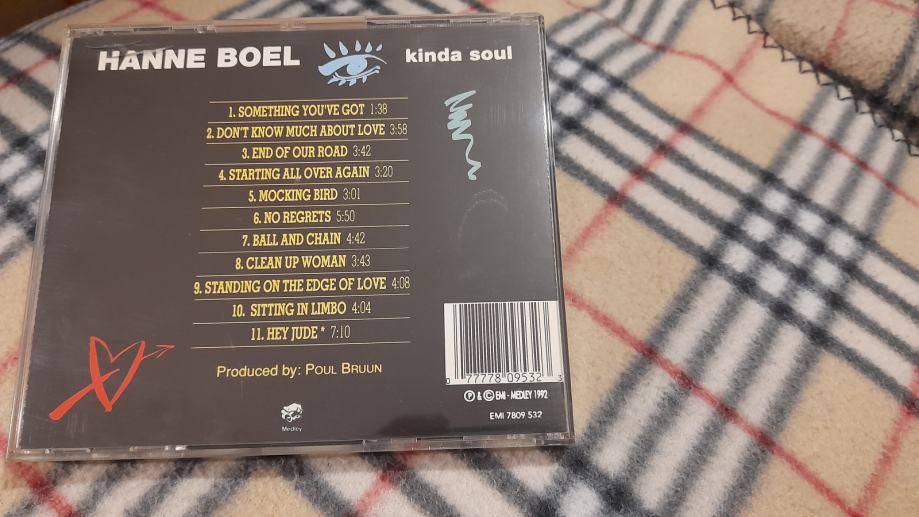 HANNE BOEL
kinda soul
1. SOMETHING YOU'VE GOT 1:38
2. DON'T KNOW MUCH ABOUT LOVE 3:58
3. END OF OUR ROAD 3:42
4. STARTING ALL OVER AGAIN 3:20
5. MOCKING BIRD 3:01
6. NO REGRETS 5:50
7. BALL AND CHAIN 4:42
8. CLEAN UP WOMAN 3:43
9. STANDING ON THE EDGE OF LOVE 4:08
10. SITTING IN LIMBO 4:04
11. HEY JUDE * 7:10
Produced by: POUL BRUUN
Medley
0 77778 09532 3
℗ & © EMI - MEDLEY 1992
EMI 7809 532